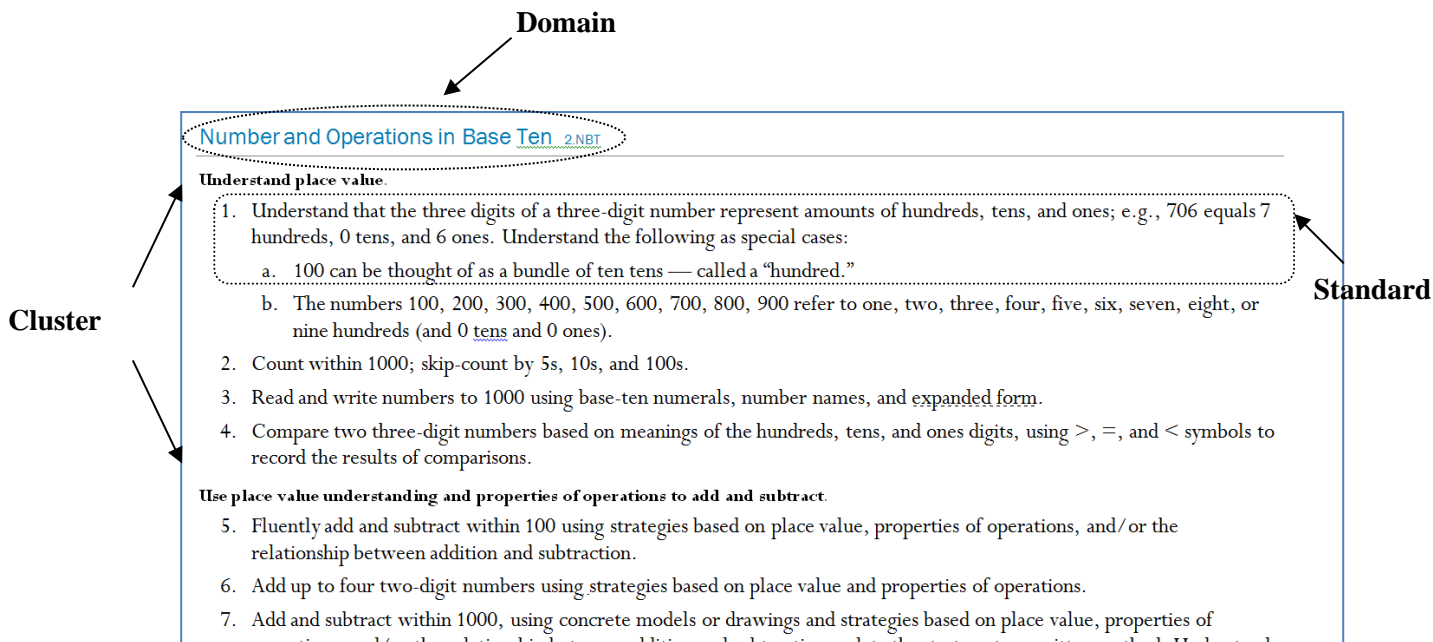 Domain
Number and Operations in Base Ten 2.NBT
Understand place value.
1. Understand that the three digits of a three-digit number represent amounts of hundreds, tens, and ones; e.g., 706 equals 7
hundreds, 0 tens, and 6 ones. Understand the following as special cases:
a. 100 can be thought of as a bundle of ten tens — called a “hundred.”
Standard
b. The numbers 100, 200, 300, 400, 500, 600, 700, 800, 900 refer to one, two, three, four, five, six, seven, eight, or
nine hundreds (and 0 tens and 0 ones).
Cluster
2. Count within 1000; skip-count by 5s, 10s, and 100s.
3. Read and write numbers to 1000 using base-ten numerals, number names, and expanded form.
4. Compare two three-digit numbers based on meanings of the hundreds, tens, and ones digits, using >, =, and < symbols to
record the results of comparisons.
Use place value understanding and properties of operations to add and subtract.
5. Fluently add and subtract within 100 using strategies based on place value, properties of operations, and/or the
relationship between addition and subtraction.
6. Add up to four two-digit numbers using strategies based on place value and properties of operations.
7. Add and subtract within 1000, using concrete models or drawings and strategies based on place value, properties of